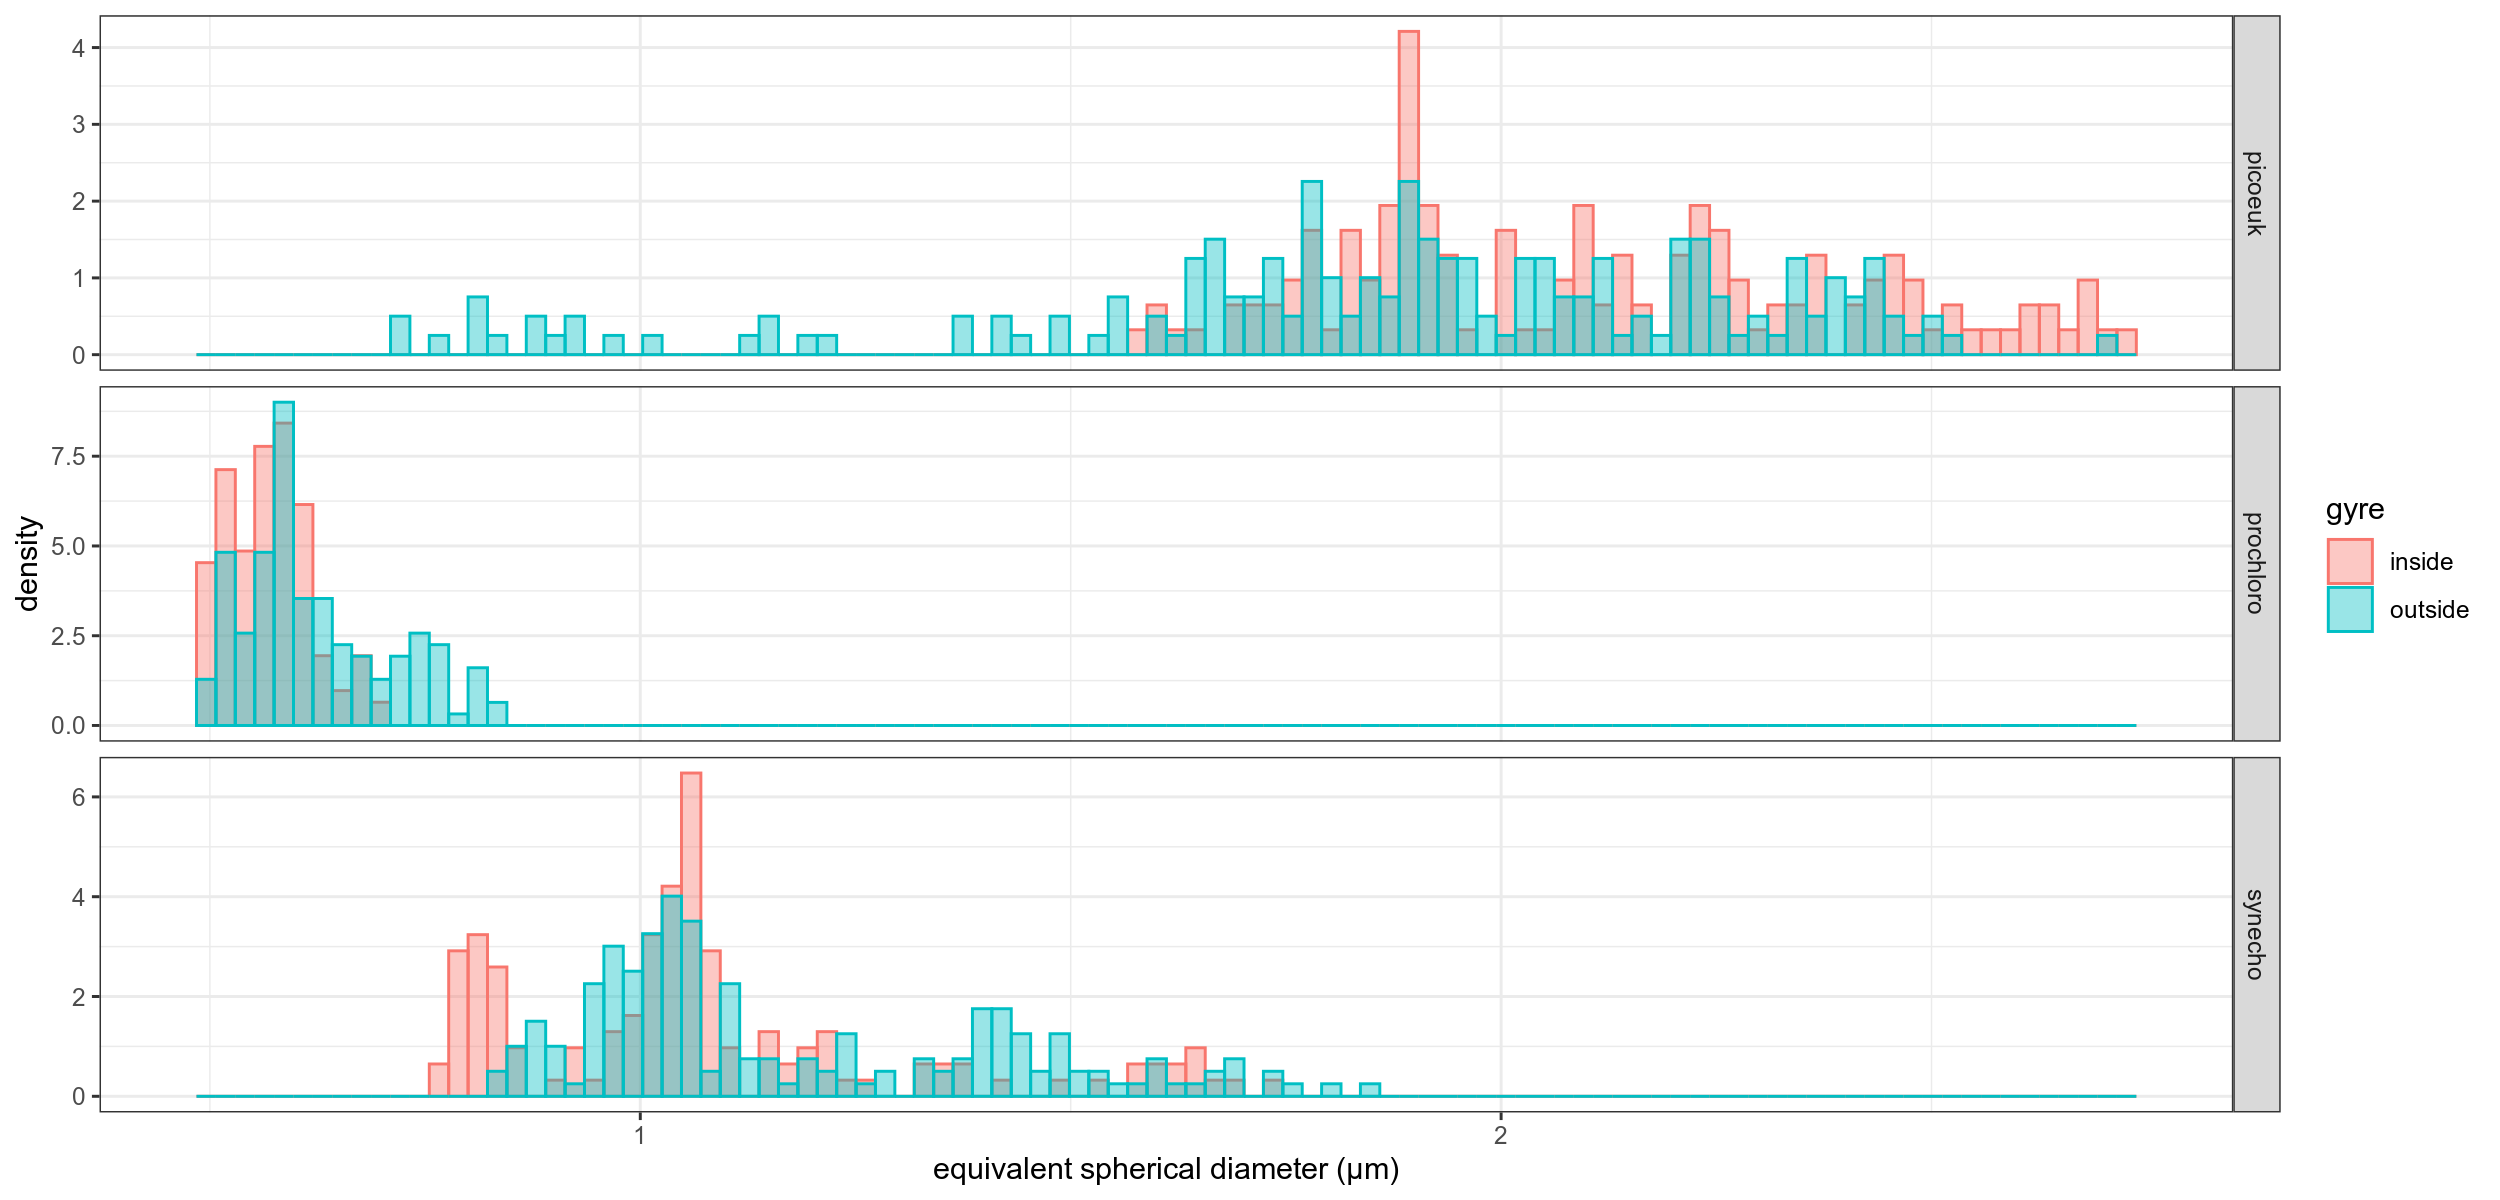 4
3
2
1
0
picoeuk
7.5
5.0
2.5
0.0
prochloro
6
4
2
0
synecho
1
2
equivalent spherical diameter (μm)
density
gyre
inside
outside